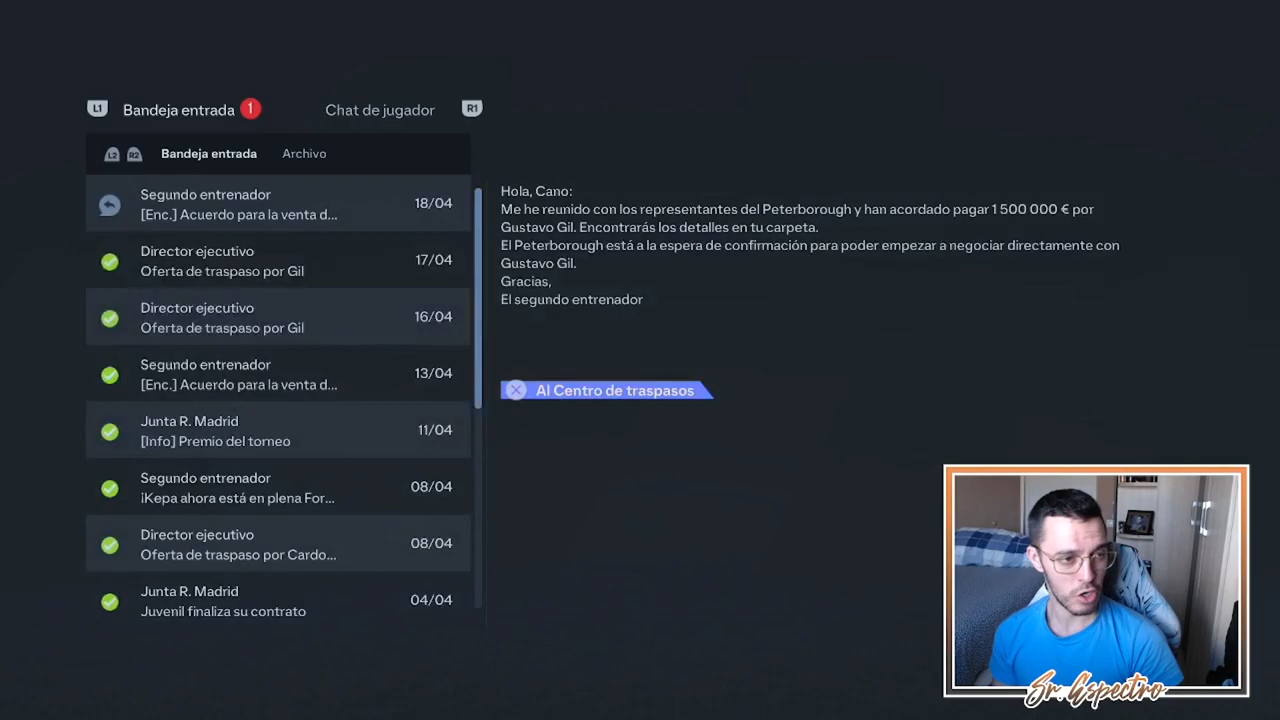 L1 Bandeja entrada 1 Chat de jugador R1
L2 R2 Bandeja entrada Archivo
Segundo entrenador
[Enc.] Acuerdo para la venta d...
18/04
Director ejecutivo
Oferta de traspaso por Gil
17/04
Director ejecutivo
Oferta de traspaso por Gil
16/04
Segundo entrenador
[Enc.] Acuerdo para la venta d...
13/04
Junta R. Madrid
[Info] Premio del torneo
11/04
Segundo entrenador
¡Kepa ahora está en plena For...
08/04
Director ejecutivo
Oferta de traspaso por Cardo...
08/04
Junta R. Madrid
Juvenil finaliza su contrato
04/04
Hola, Cano:
Me he reunido con los representantes del Peterborough y han acordado pagar 1 500 000 € por
Gustavo Gil. Encontrarás los detalles en tu carpeta.
El Peterborough está a la espera de confirmación para poder empezar a negociar directamente con
Gustavo Gil.
Gracias,
El segundo entrenador
Al Centro de traspasos
Sr. Espectro